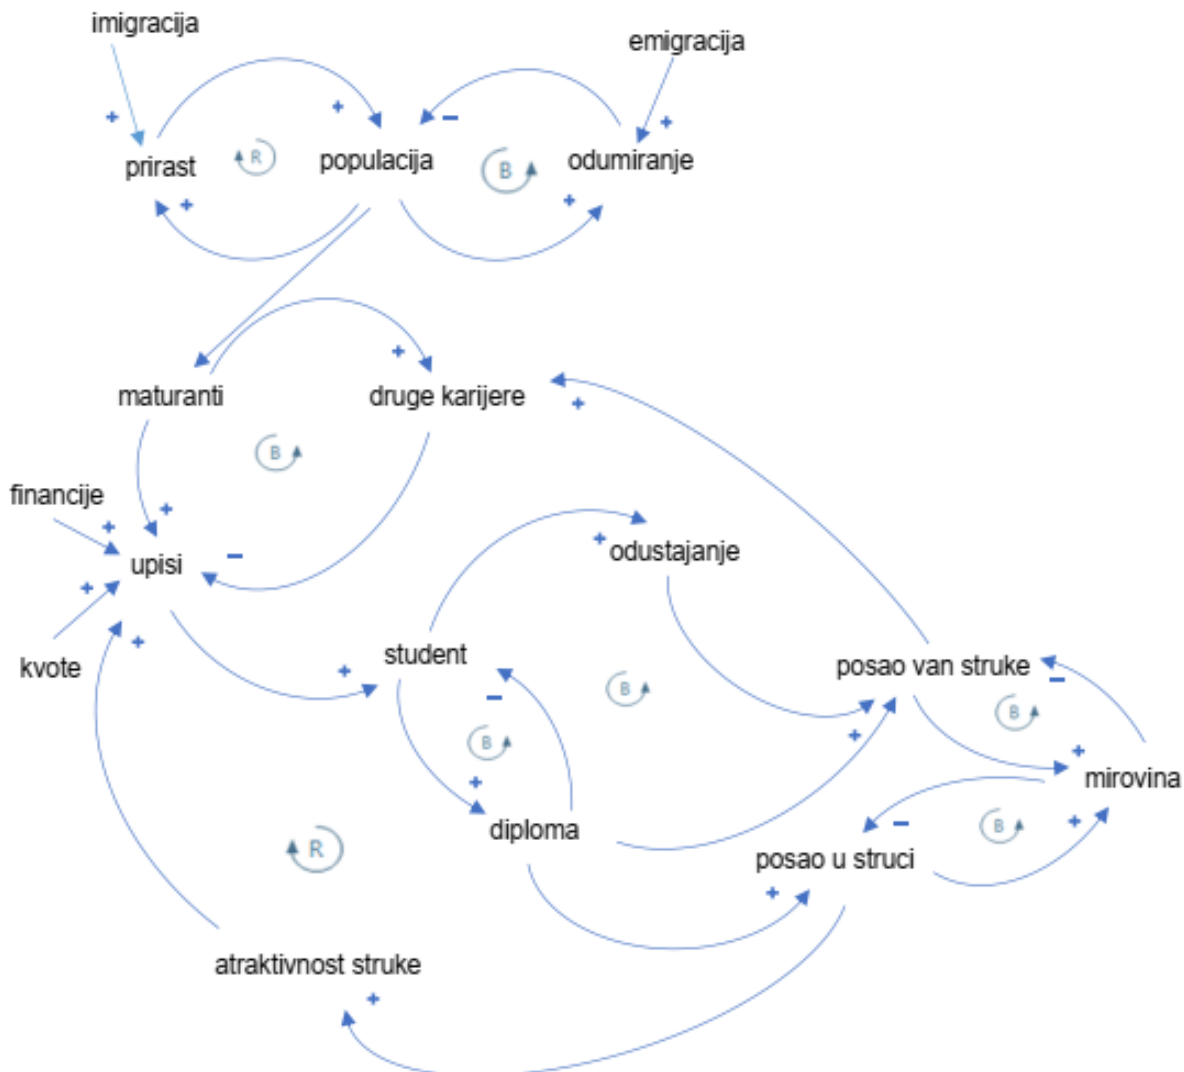 imigracija
emigracija
+
+
+
–
prirast
R
populacija
B
odumiranje
+
+
+
maturanti
druge karijere
+
B
financije
+
+
upisi
–
+
odustajanje
+
kvote
+
student
+
–
B
posao van struke
–
B
B
+
+
+
mirovina
diploma
–
B
+
R
posao u struci
+
atraktivnost struke
+